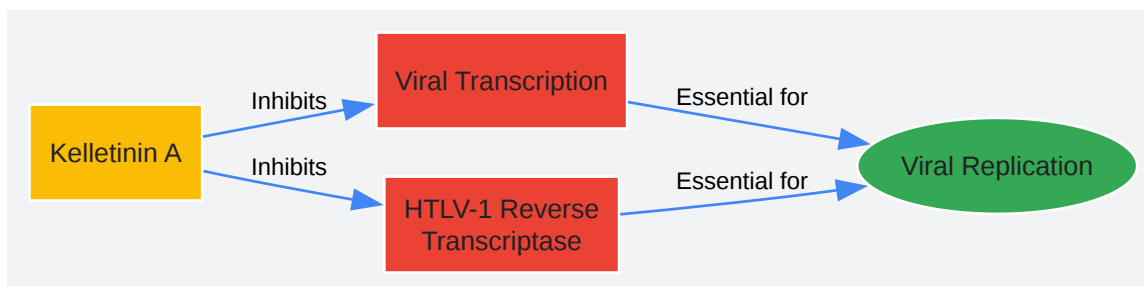 Kelletinin A
Inhibits
Inhibits
Viral Transcription
HTLV-1 Reverse
Transcriptase
Essential for
Essential for
Viral Replication